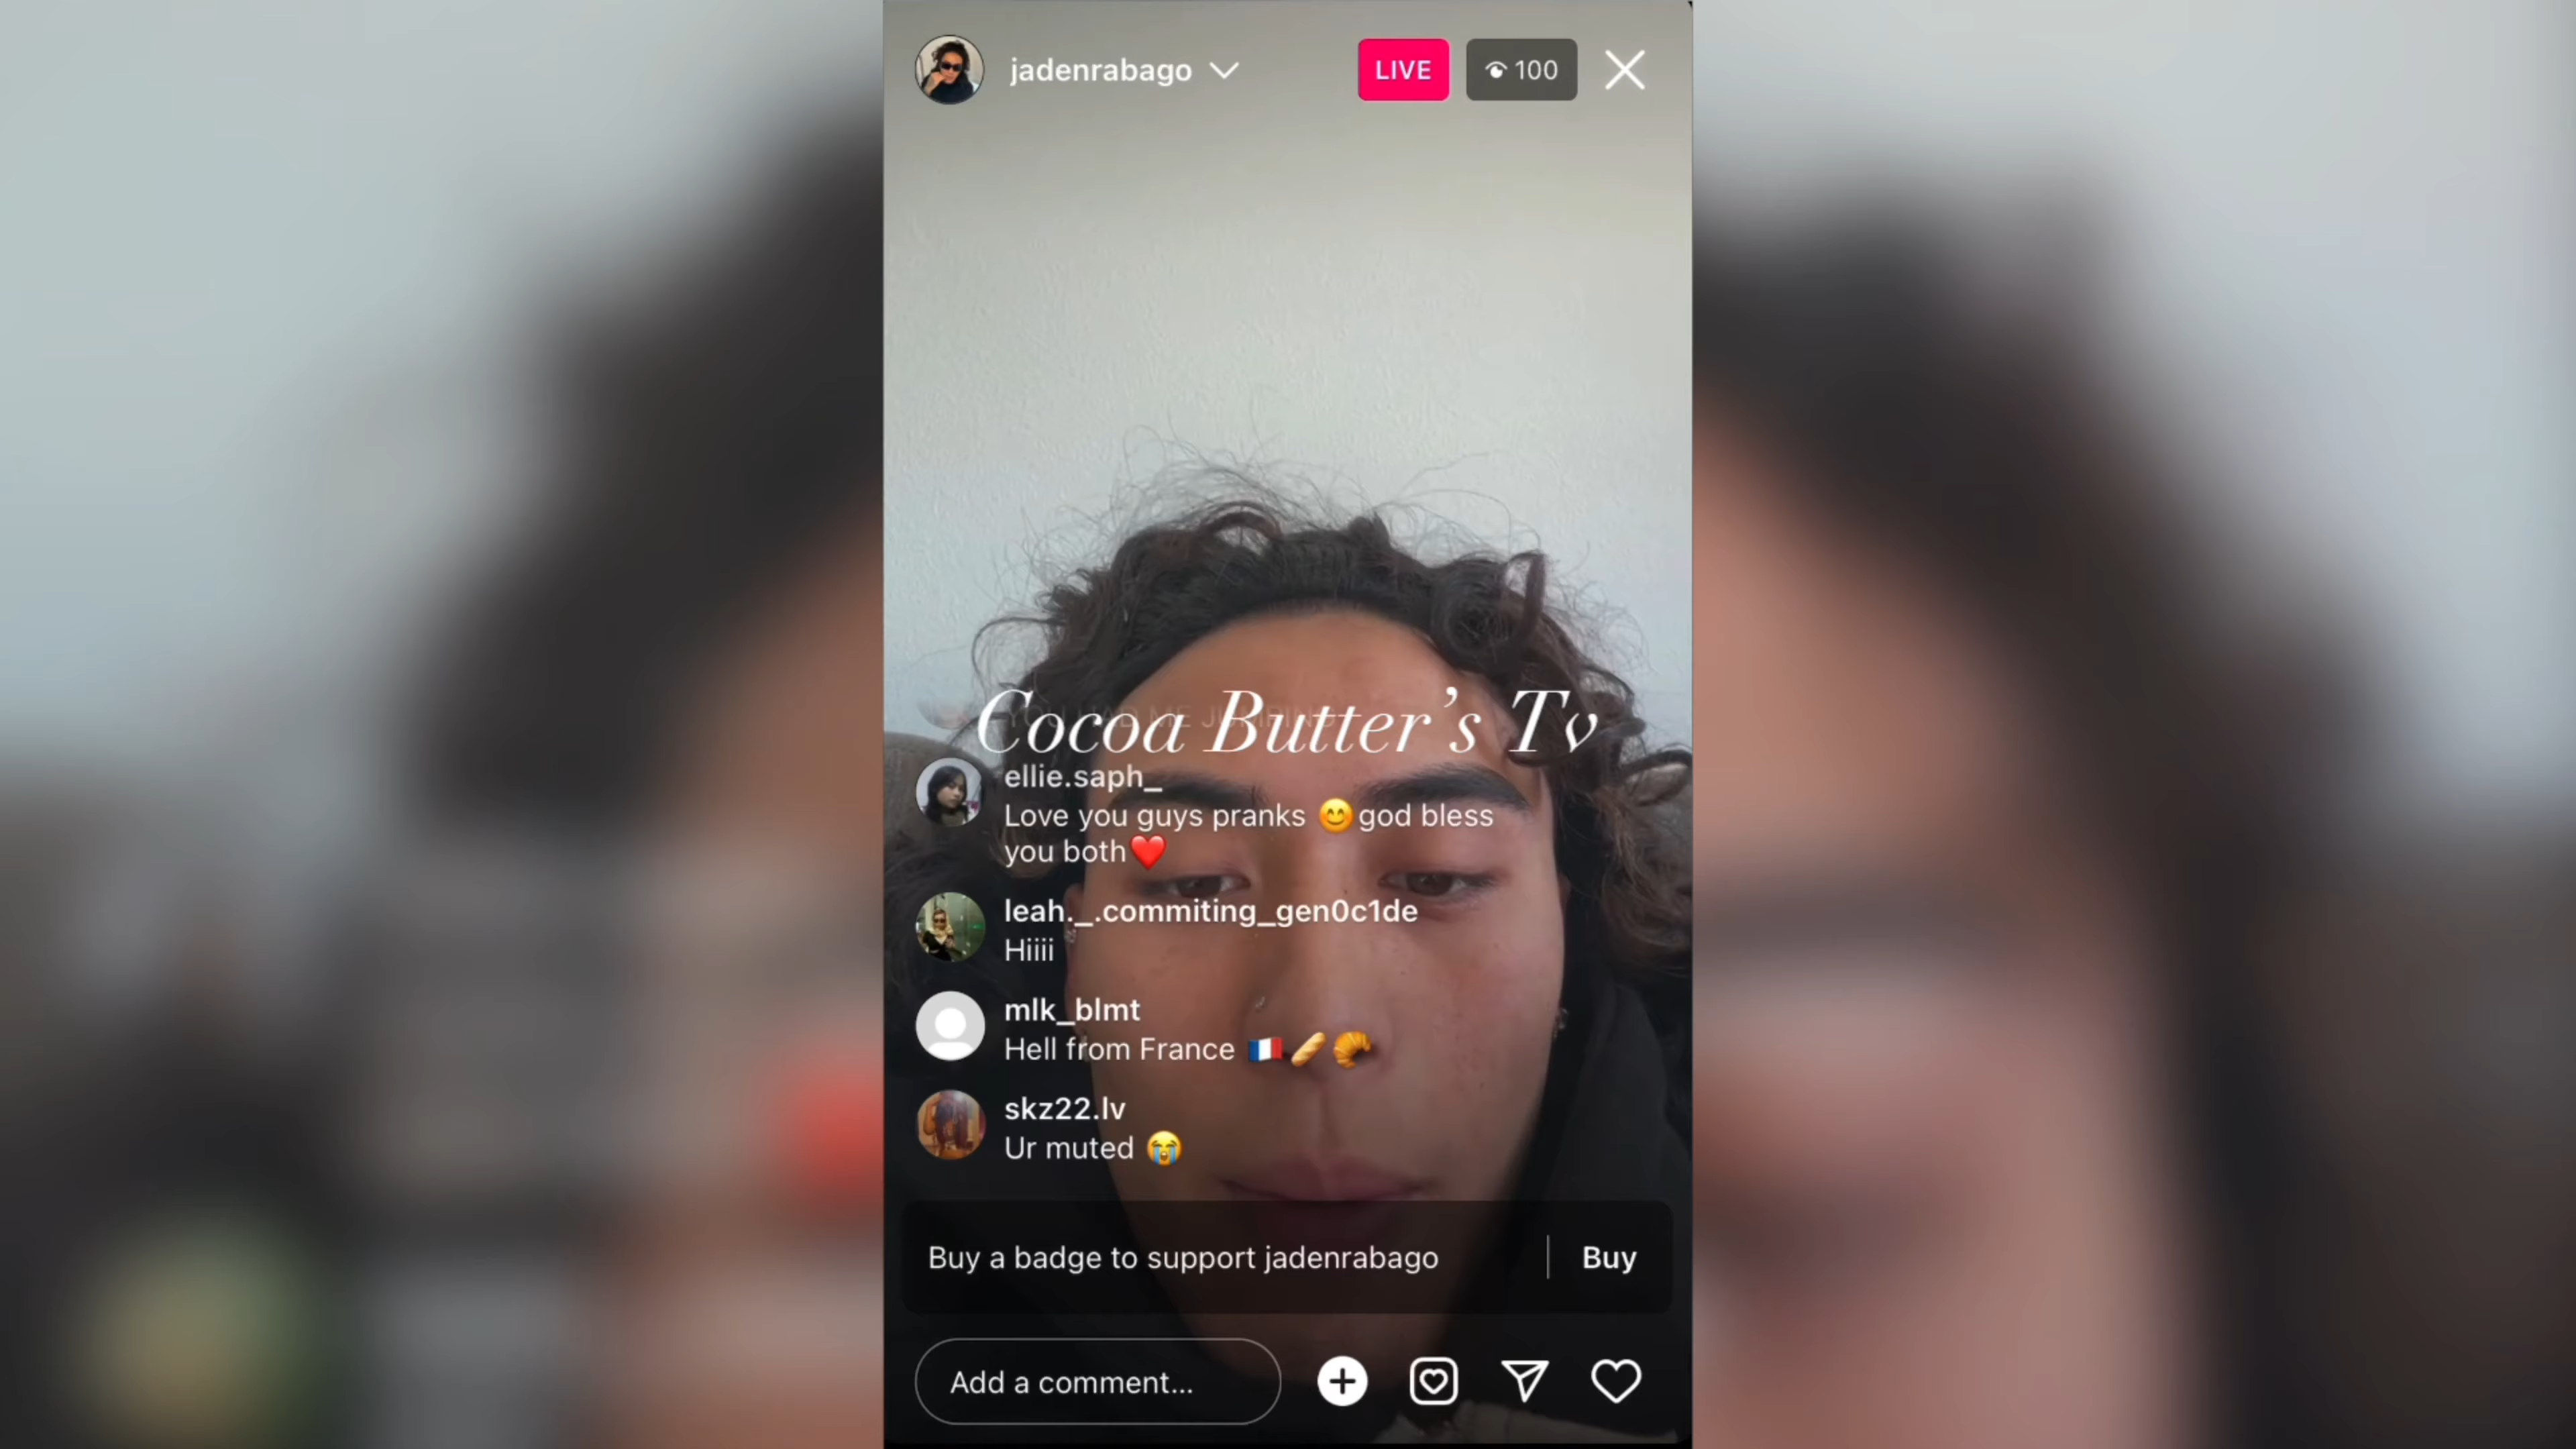 jadenrabago
LIVE
100
Cocoa Butter's Tv
ellie.saph_
Love you guys pranks 😊god bless
you both❤️
leah._.commiting_gen0c1de
Hiiii
mlk_blmt
Hell from France 🇫🇷🥖🥐
skz22.lv
Ur muted 😭
Buy a badge to support jadenrabago
Buy
Add a comment...